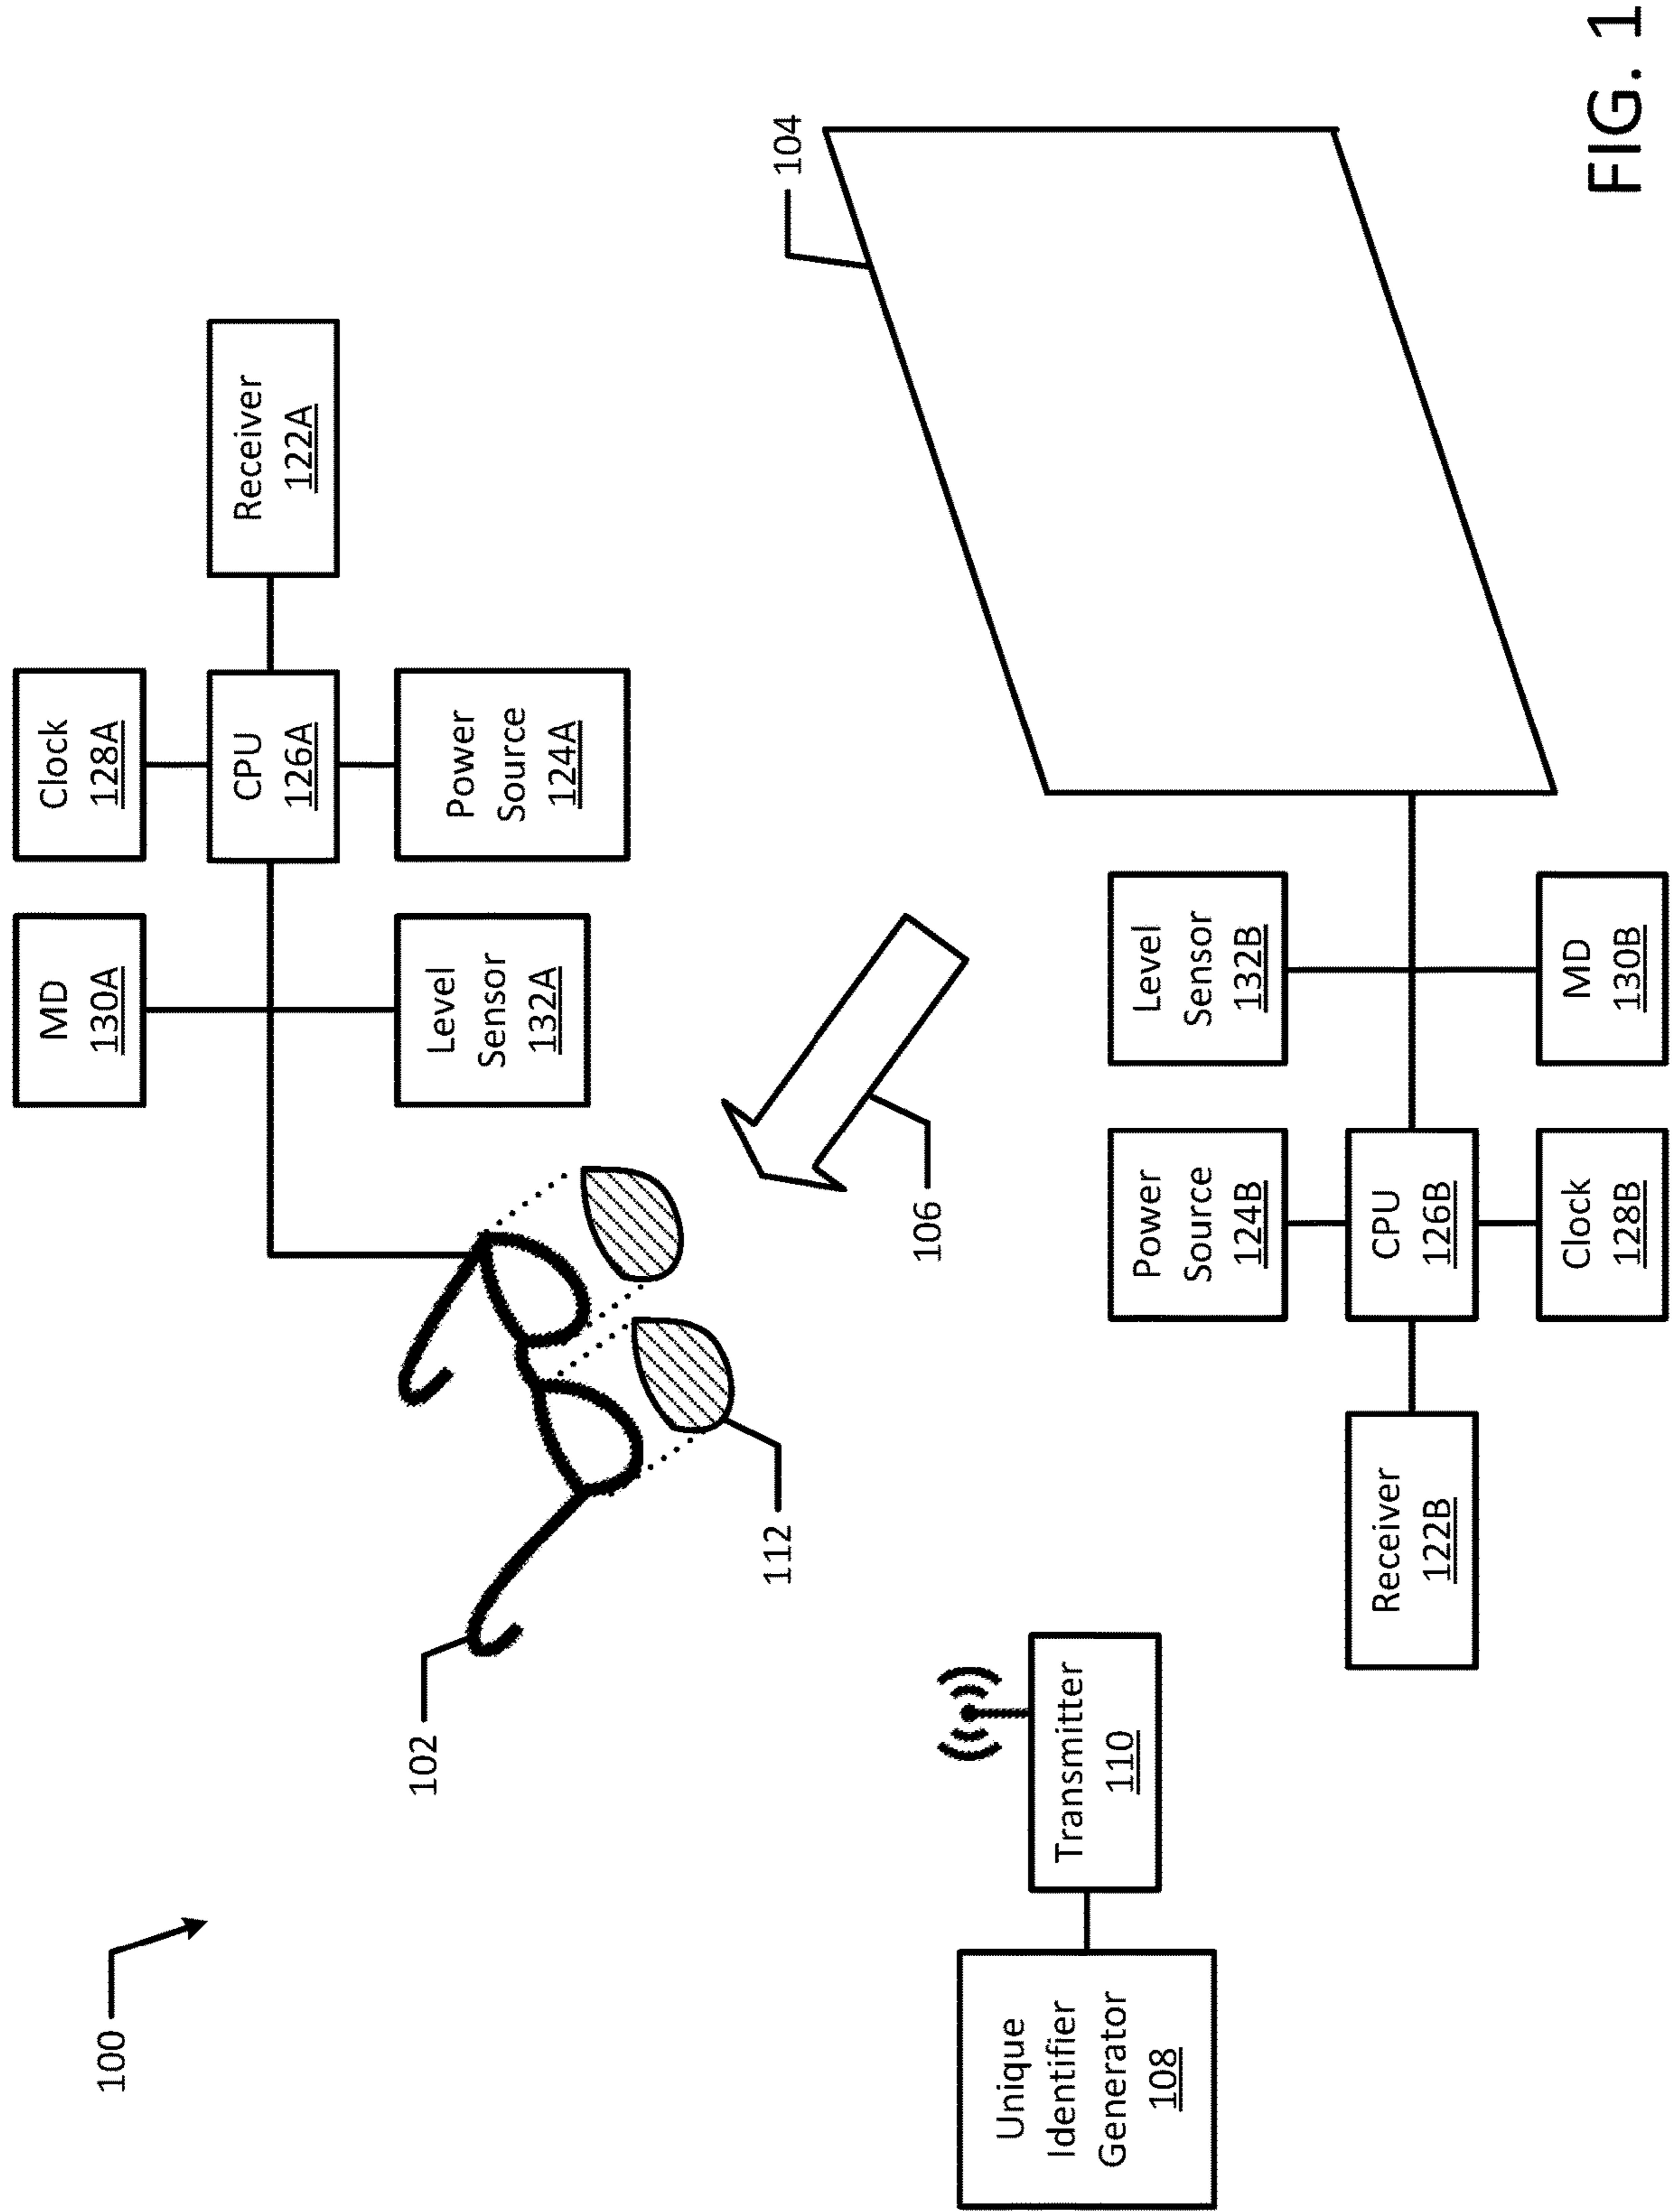 100
MD
130A
Clock
128A
CPU
126A
Receiver
122A
Level
Sensor
132A
Power
Source
124A
102
112
106
104
Unique
Identifier
Generator
108
Transmitter
110
Power
Source
124B
Level
Sensor
132B
Receiver
122B
CPU
126B
Clock
128B
MD
130B
FIG. 1